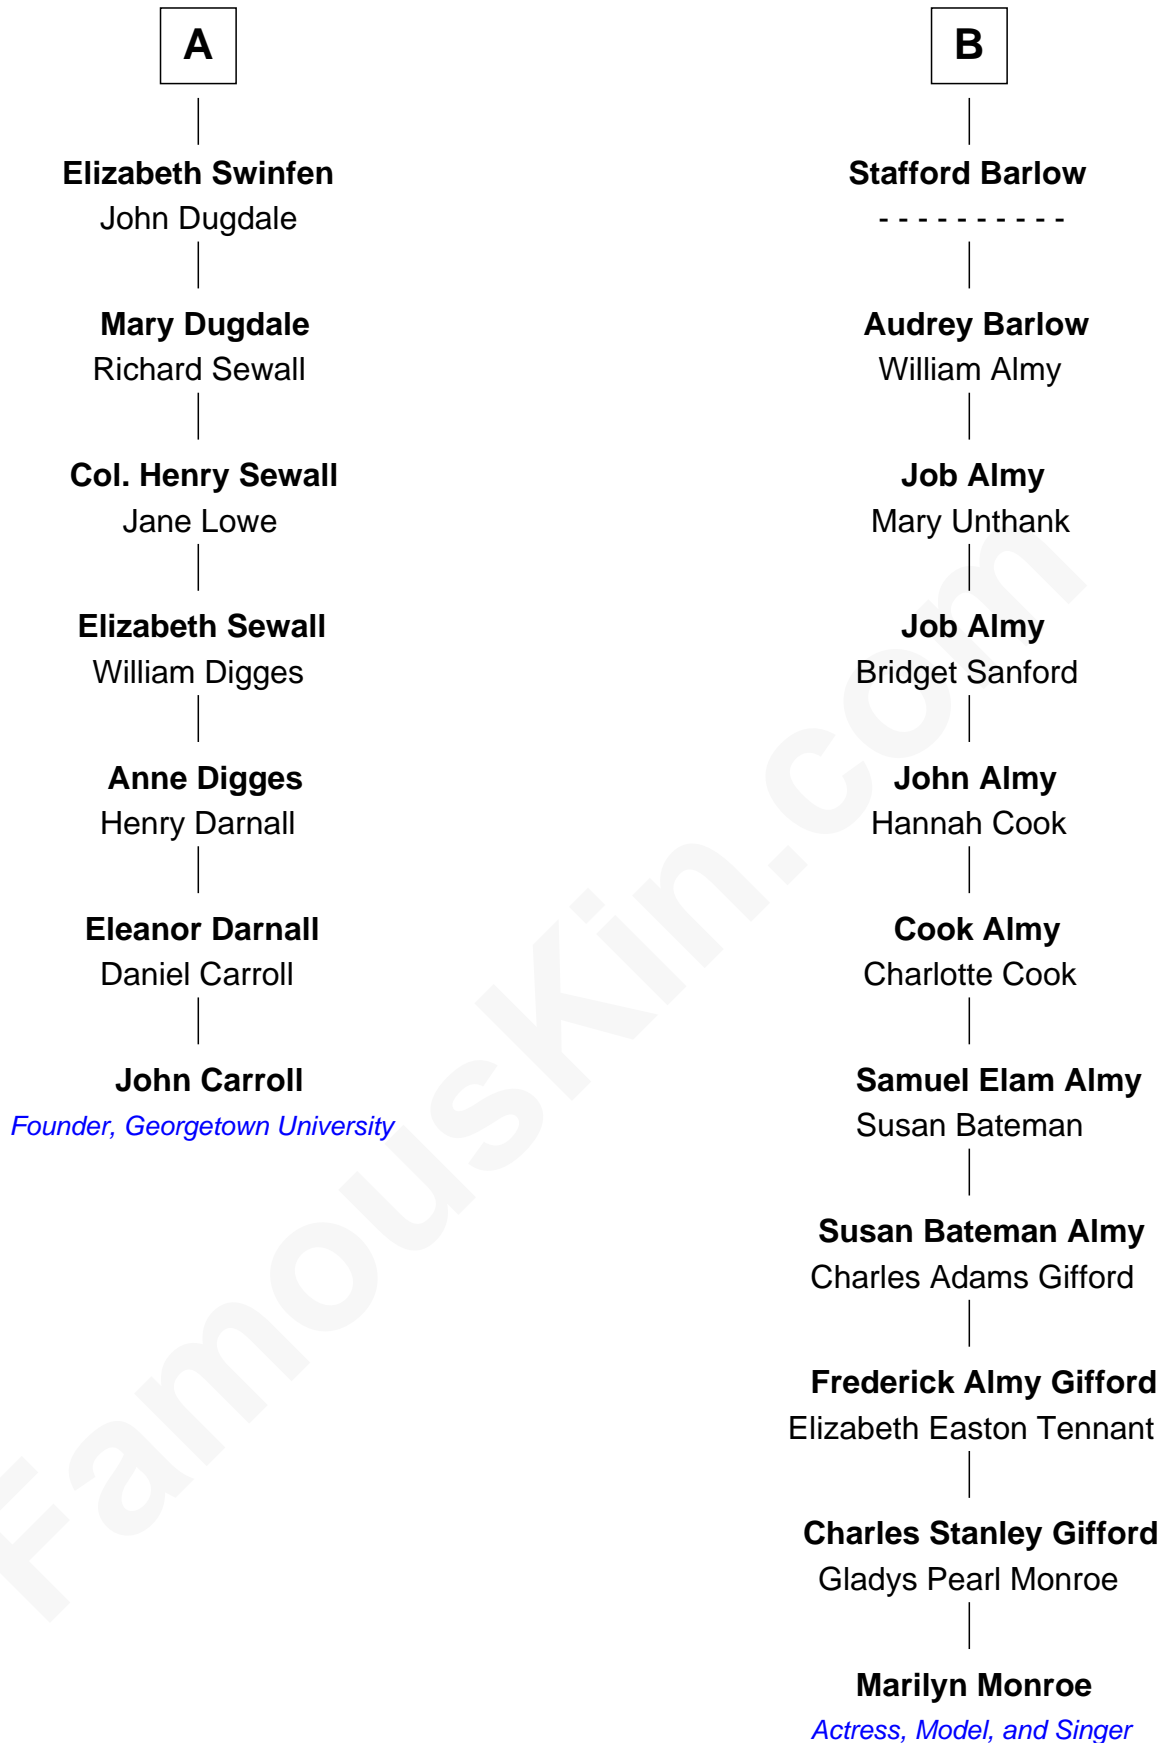 A
Elizabeth Swinfen
John Dugdale
Mary Dugdale
Richard Sewall
Col. Henry Sewall
Jane Lowe
Elizabeth Sewall
William Digges
Anne Digges
Henry Darnall
Eleanor Darnall
Daniel Carroll
John Carroll
Founder, Georgetown University
B
Stafford Barlow
- - - - - - - - - -
Audrey Barlow
William Almy
Job Almy
Mary Unthank
Job Almy
Bridget Sanford
John Almy
Hannah Cook
Cook Almy
Charlotte Cook
Samuel Elam Almy
Susan Bateman
Susan Bateman Almy
Charles Adams Gifford
Frederick Almy Gifford
Elizabeth Easton Tennant
Charles Stanley Gifford
Gladys Pearl Monroe
Marilyn Monroe
Actress, Model, and Singer
FamousKin.com